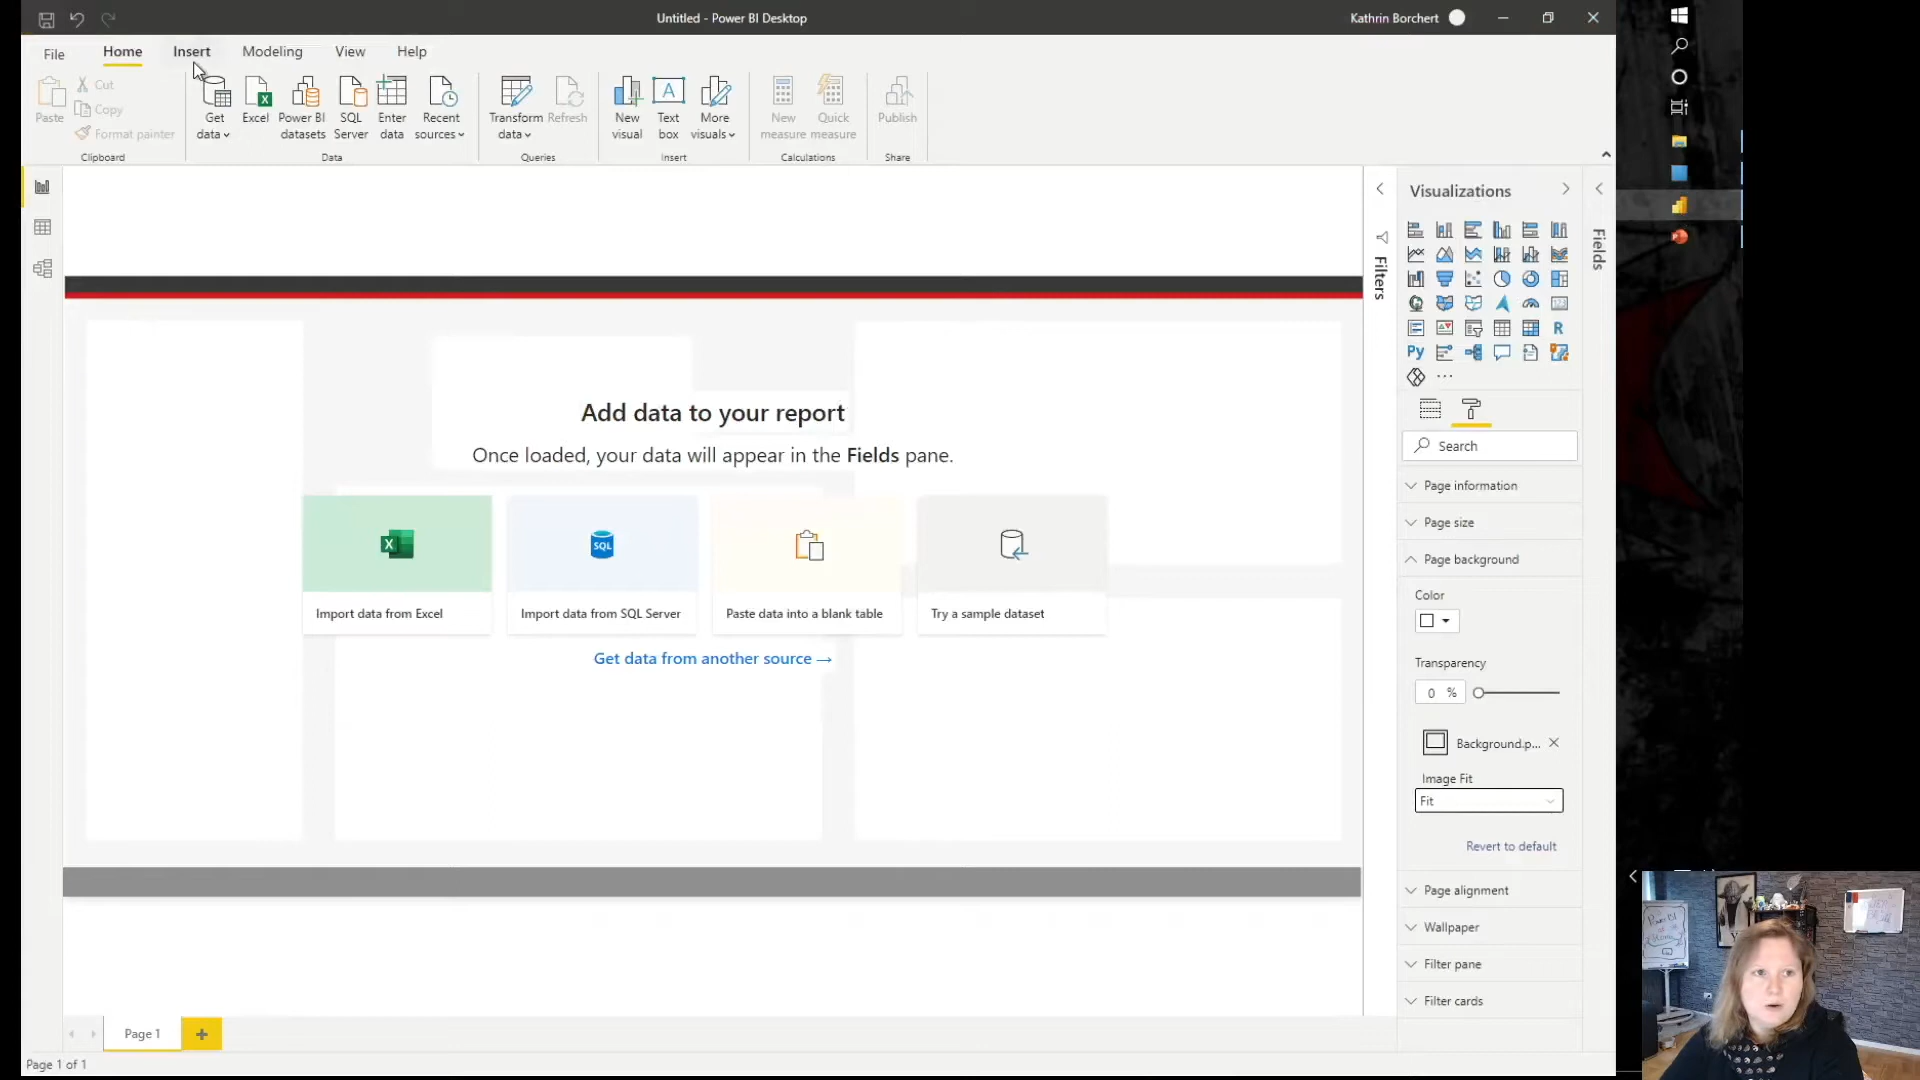 Untitled - Power BI Desktop
Kathrin Borchert
File
Home
Insert
Modeling
View
Help
Paste
Cut
Copy
Format painter
Clipboard
Get data
Excel
Power BI datasets
SQL Server
Enter data
Recent sources
Data
Transform data
Refresh
Queries
New visual
Text box
More visuals
Insert
New measure
Quick measure
Calculations
Publish
Share
Add data to your report
Once loaded, your data will appear in the Fields pane.
SQL
Import data from Excel
Import data from SQL Server
Paste data into a blank table
Try a sample dataset
Get data from another source →
Filters
Visualizations
Fields
R
Py
Search
Page information
Page size
Page background
Color
Transparency
0 %
Background.p...
Image Fit
Fit
Revert to default
Page alignment
Wallpaper
Filter pane
Filter cards
Page 1
Page 1 of 1
Power BI